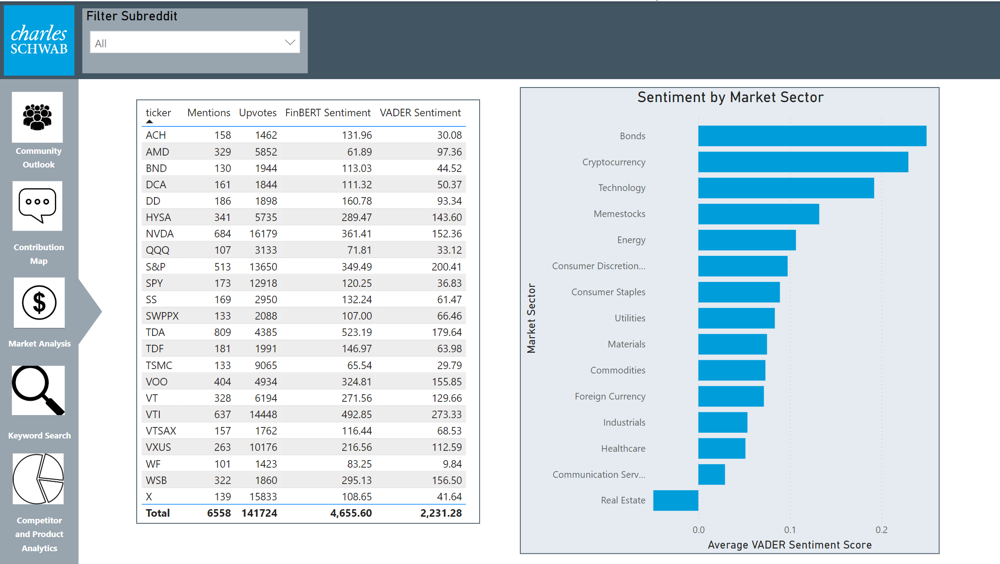 charles
SCHWAB
Filter Subreddit
All
Community
Outlook
Contribution
Map
Market Analysis
Keyword Search
Competitor
and Product
Analytics
ticker Mentions Upvotes FinBERT Sentiment VADER Sentiment
ACH 158 1462 131.96 30.08
AMD 329 5852 61.89 97.36
BND 130 1944 113.03 44.52
DCA 161 1844 111.32 50.37
DD 186 1898 160.78 93.34
HYSA 341 5735 289.47 143.60
NVDA 684 16179 361.41 152.36
QQQ 107 3133 71.81 33.12
S&P 513 13650 349.49 200.41
SPY 173 12918 120.25 36.83
SS 169 2950 132.24 61.47
SWPPX 133 2088 107.00 66.46
TDA 809 4385 523.19 179.64
TDF 181 1991 146.97 63.98
TSMC 133 9065 65.54 29.79
VOO 404 4934 324.81 155.85
VT 328 6194 271.56 129.66
VTI 637 14448 492.85 273.33
VTSAX 157 1762 116.44 68.53
VXUS 263 10176 216.56 112.59
WF 101 1423 83.25 9.84
WSB 322 1860 295.13 156.50
X 139 15833 108.65 41.64
Total 6558 141724 4,655.60 2,231.28
Sentiment by Market Sector
Market Sector
Bonds
Cryptocurrency
Technology
Memestocks
Energy
Consumer Discretion...
Consumer Staples
Utilities
Materials
Commodities
Foreign Currency
Industrials
Healthcare
Communication Serv...
Real Estate
0.0 0.1 0.2
Average VADER Sentiment Score